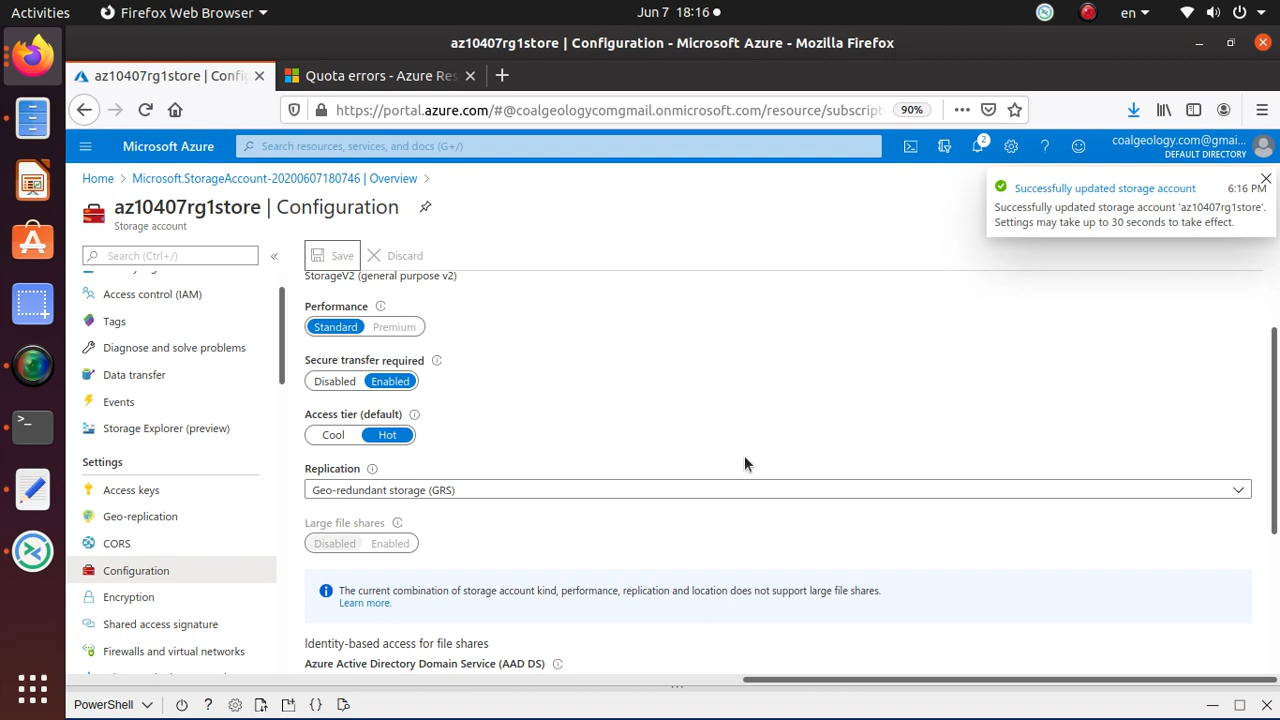 Activities
Firefox Web Browser
Jun 7 18:16
en
az10407rg1store | Configuration - Microsoft Azure - Mozilla Firefox
az10407rg1store | Config
Quota errors - Azure Res
https://portal.azure.com/#@coalgeologycomgmail.onmicrosoft.com/resource/subscript
90%
Microsoft Azure
Search resources, services, and docs (G+/)
2
coalgeology.com@gmai...
DEFAULT DIRECTORY
Home > Microsoft.StorageAccount-20200607180746 | Overview >
az10407rg1store | Configuration
Storage account
Successfully updated storage account
6:16 PM
Successfully updated storage account 'az10407rg1store'.
Settings may take up to 30 seconds to take effect.
Search (Ctrl+/)
«
Save
Discard
Access control (IAM)
Tags
Diagnose and solve problems
Data transfer
Events
Storage Explorer (preview)
Settings
Access keys
Geo-replication
CORS
Configuration
Encryption
Shared access signature
Firewalls and virtual networks
StorageV2 (general purpose v2)
Performance
Standard Premium
Secure transfer required
Disabled Enabled
Access tier (default)
Cool Hot
Replication
Geo-redundant storage (GRS)
Large file shares
Disabled Enabled
The current combination of storage account kind, performance, replication and location does not support large file shares.
Learn more.
Identity-based access for file shares
Azure Active Directory Domain Service (AAD DS)
PowerShell